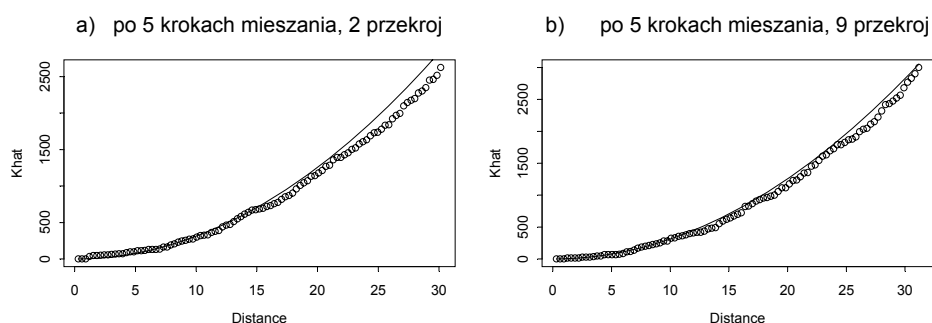 a) po 5 krokach mieszania, 2 przekroj
Khat
0 500 1500 2500
0 5 10 15 20 25 30
Distance
b) po 5 krokach mieszania, 9 przekroj
Khat
0 500 1500 2500
0 5 10 15 20 25 30
Distance